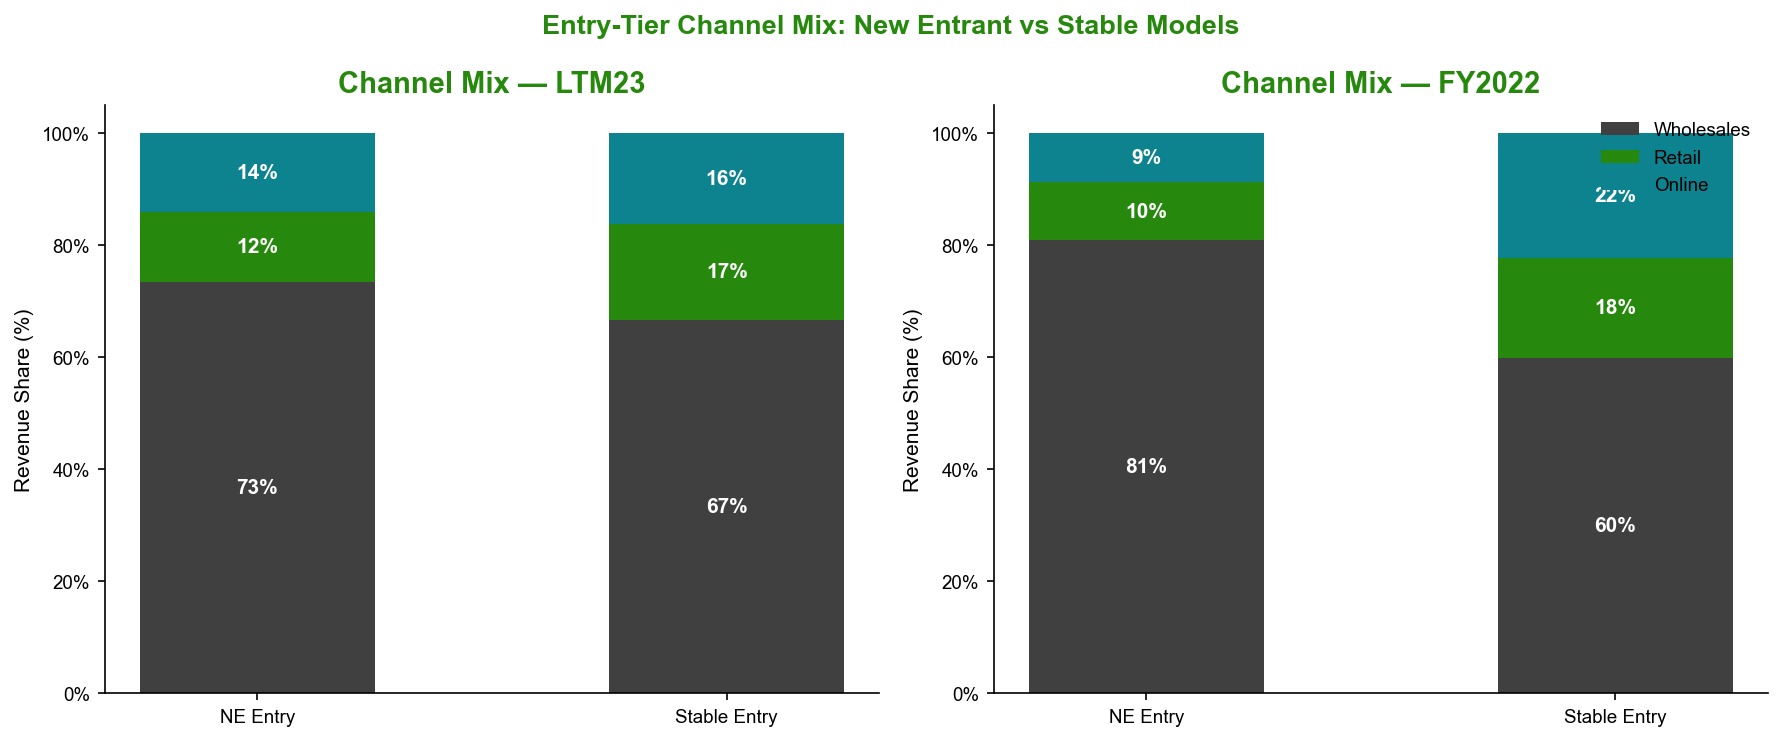 Entry-Tier Channel Mix: New Entrant vs Stable Models
Channel Mix — LTM23
Revenue Share (%)
100%
80%
60%
40%
20%
0%
14%
12%
73%
16%
17%
67%
NE Entry
Stable Entry
Channel Mix — FY2022
Revenue Share (%)
100%
80%
60%
40%
20%
0%
9%
10%
81%
22%
18%
60%
NE Entry
Stable Entry
Wholesales
Retail
Online